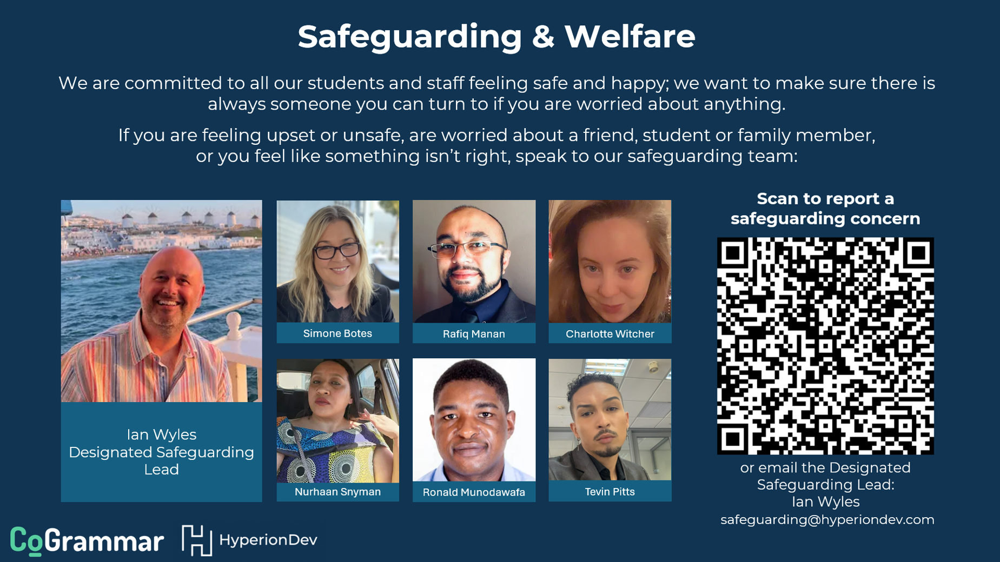 Safeguarding & Welfare
We are committed to all our students and staff feeling safe and happy; we want to make sure there is
always someone you can turn to if you are worried about anything.
If you are feeling upset or unsafe, are worried about a friend, student or family member,
or you feel like something isn’t right, speak to our safeguarding team:
Ian Wyles
Designated Safeguarding
Lead
Simone Botes
Rafiq Manan
Charlotte Witcher
Nurhaan Snyman
Ronald Munodawafa
Tevin Pitts
Scan to report a
safeguarding concern
or email the Designated
Safeguarding Lead:
Ian Wyles
safeguarding@hyperiondev.com
CoGrammar
HyperionDev